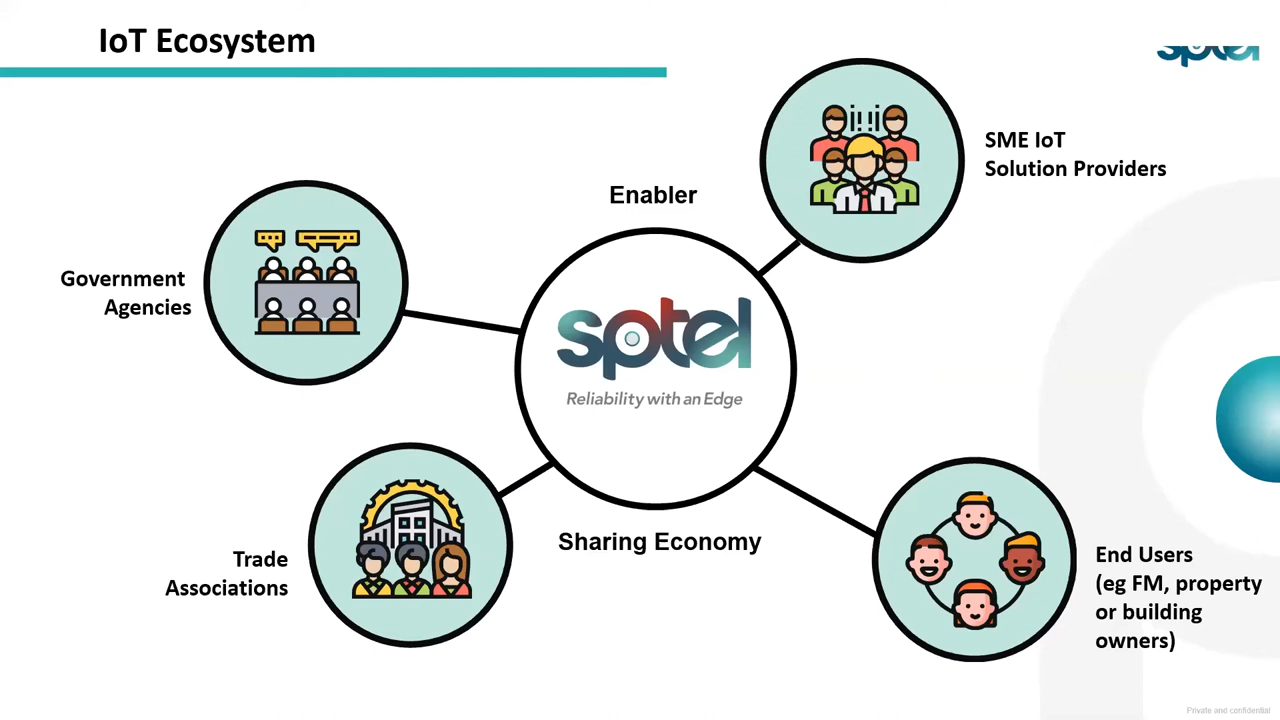 IoT Ecosystem
sptel
SME IoT
Solution Providers
Enabler
Government
Agencies
sptel
Reliability with an Edge
Trade
Associations
Sharing Economy
End Users
(eg FM, property
or building
owners)
Private and confidential